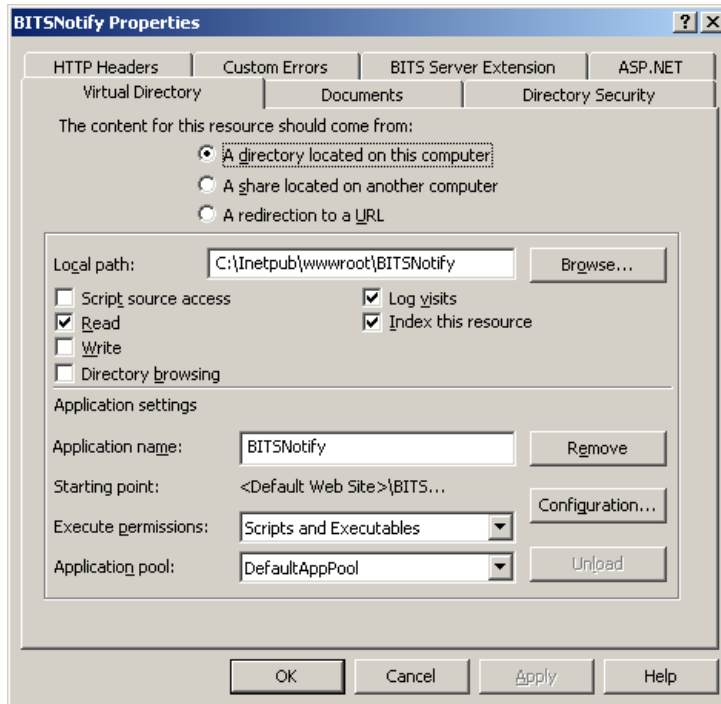 BITSNotify Properties
HTTP Headers Custom Errors BITS Server Extension ASP.NET
Virtual Directory Documents Directory Security
The content for this resource should come from:
A directory located on this computer
A share located on another computer
A redirection to a URL
Local path: C:\Inetpub\wwwroot\BITSNotify Browse...
Script source access Log visits
Read Index this resource
Write
Directory browsing
Application settings
Application name: BITSNotify Remove
Starting point: <Default Web Site>\BITS...
Configuration...
Execute permissions: Scripts and Executables
Application pool: DefaultAppPool Unload
OK Cancel Apply Help